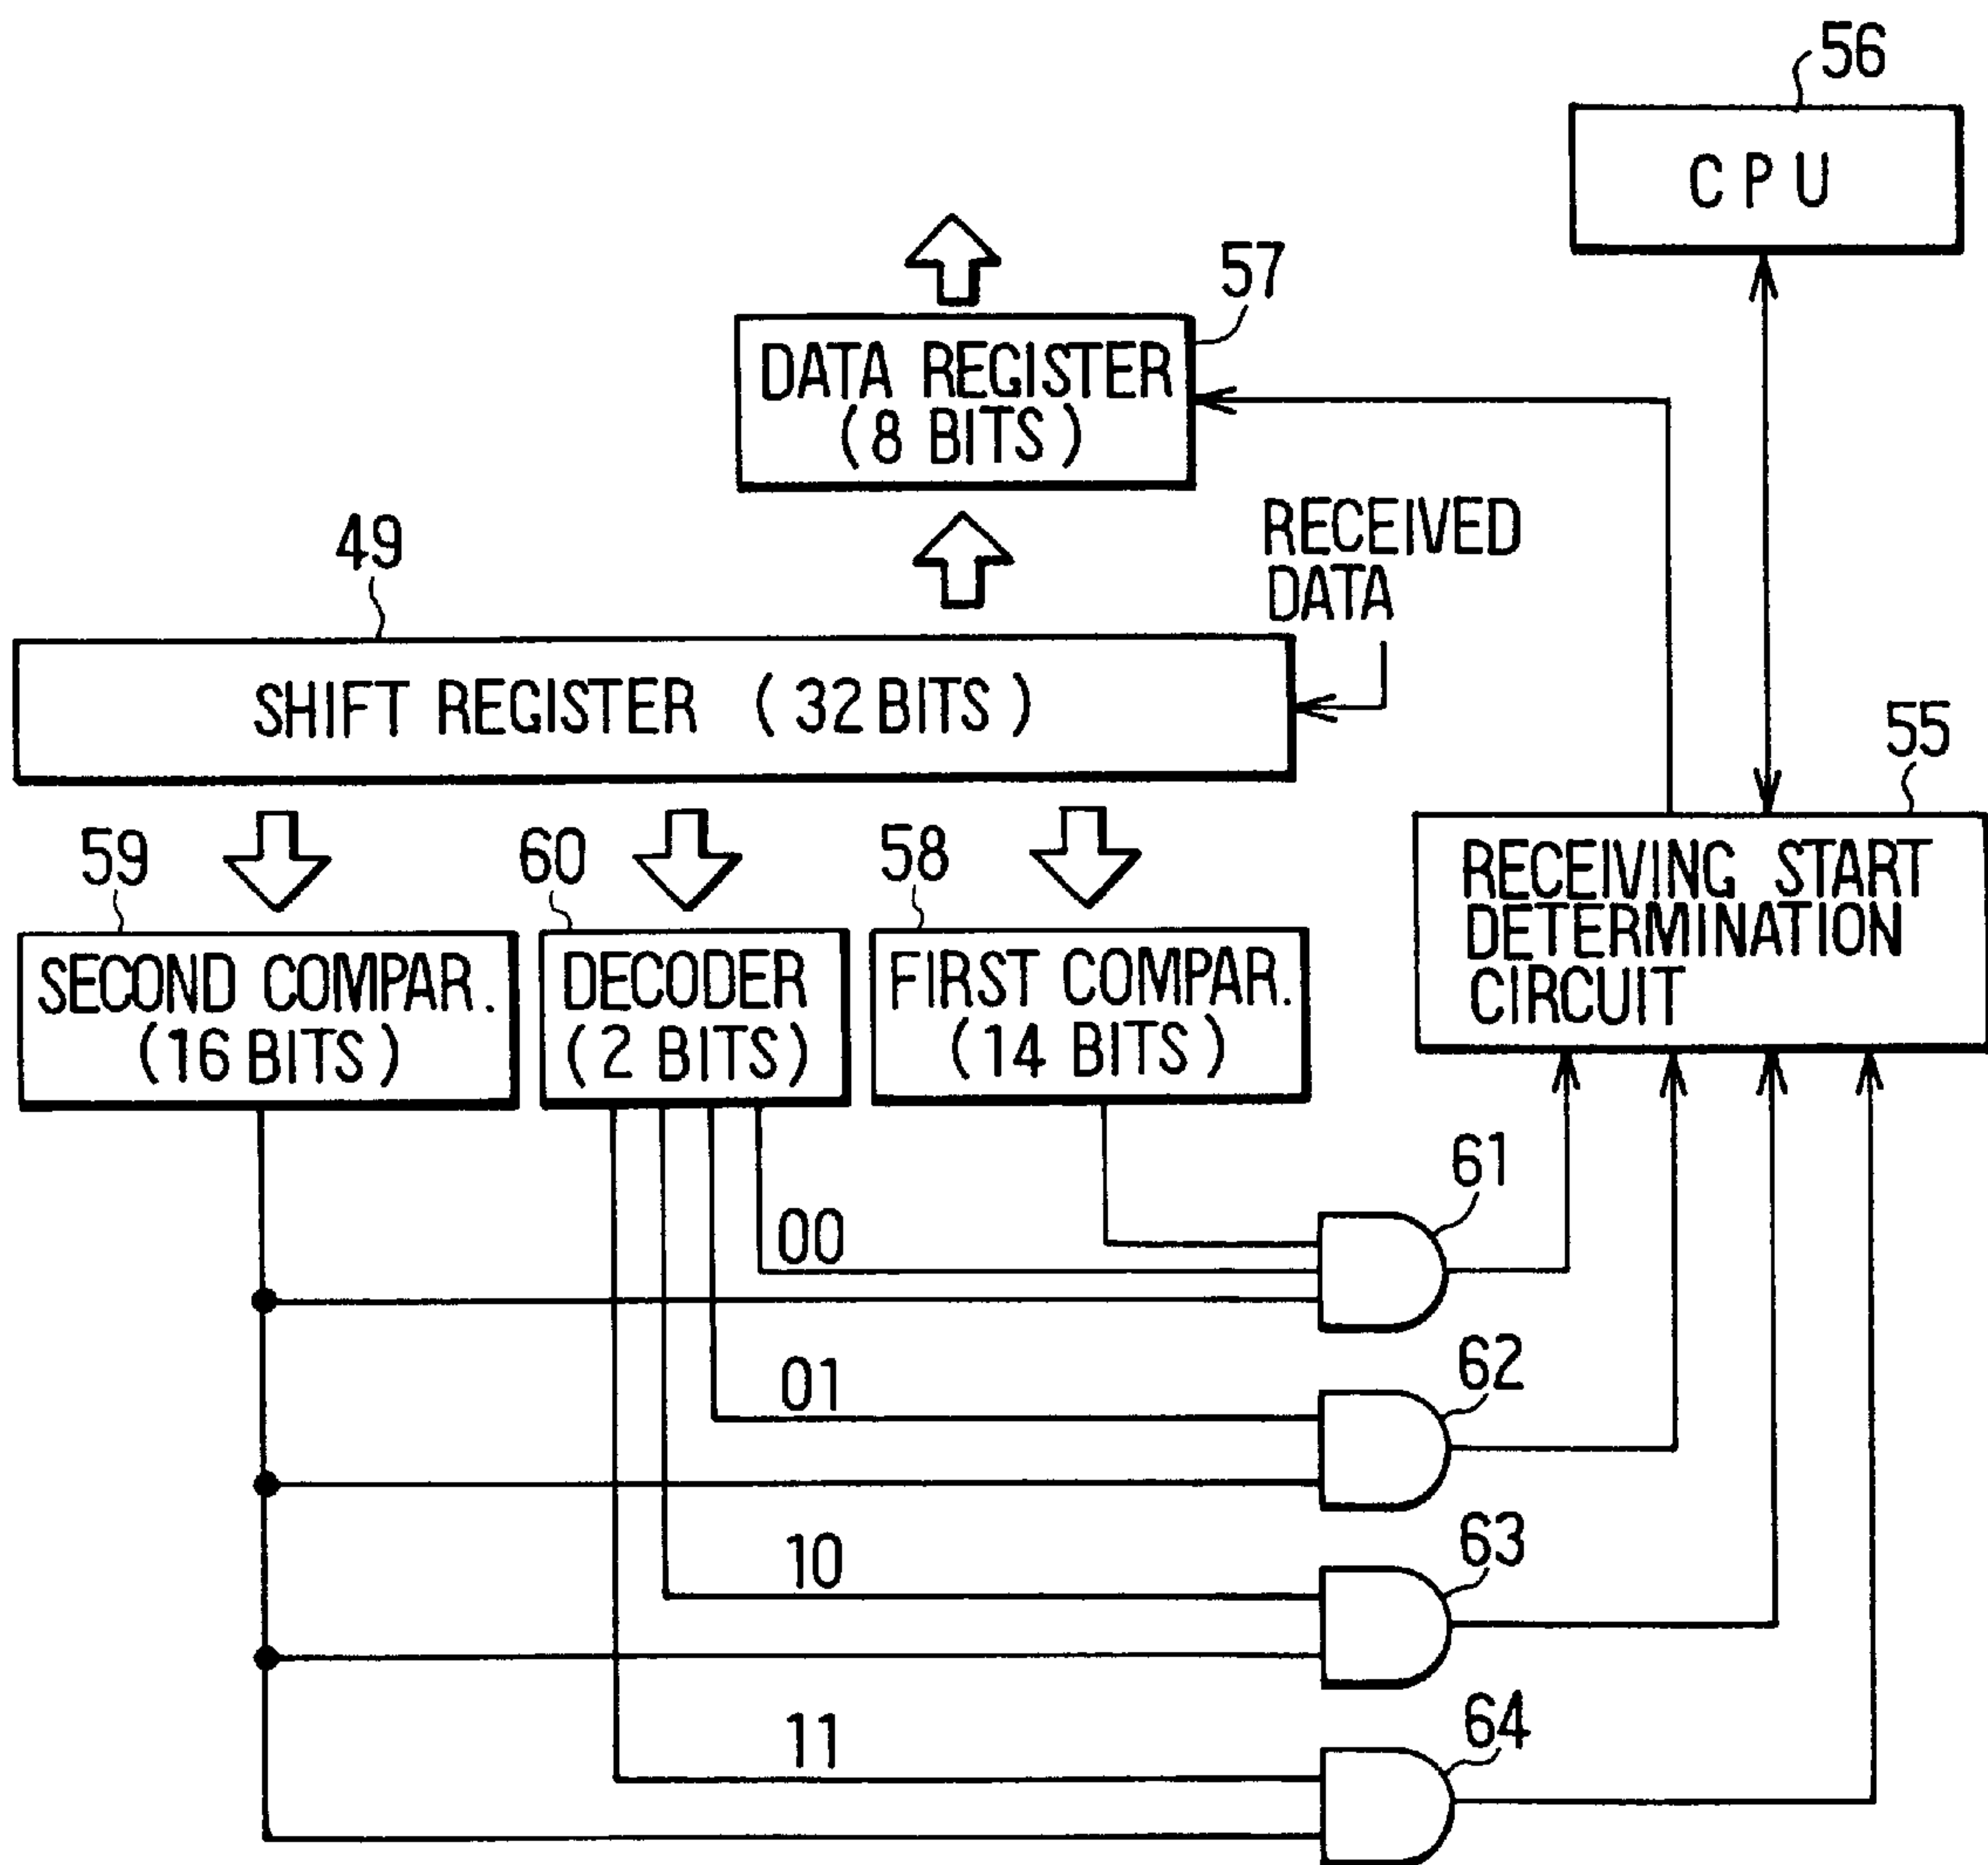 56
CPU
57
DATA REGISTER
(8 BITS)
RECEIVED
DATA
49
SHIFT REGISTER (32 BITS)
55
RECEIVING START
DETERMINATION
CIRCUIT
59
SECOND COMPAR.
(16 BITS)
60
DECODER
(2 BITS)
58
FIRST COMPAR.
(14 BITS)
61
00
62
01
63
10
64
11